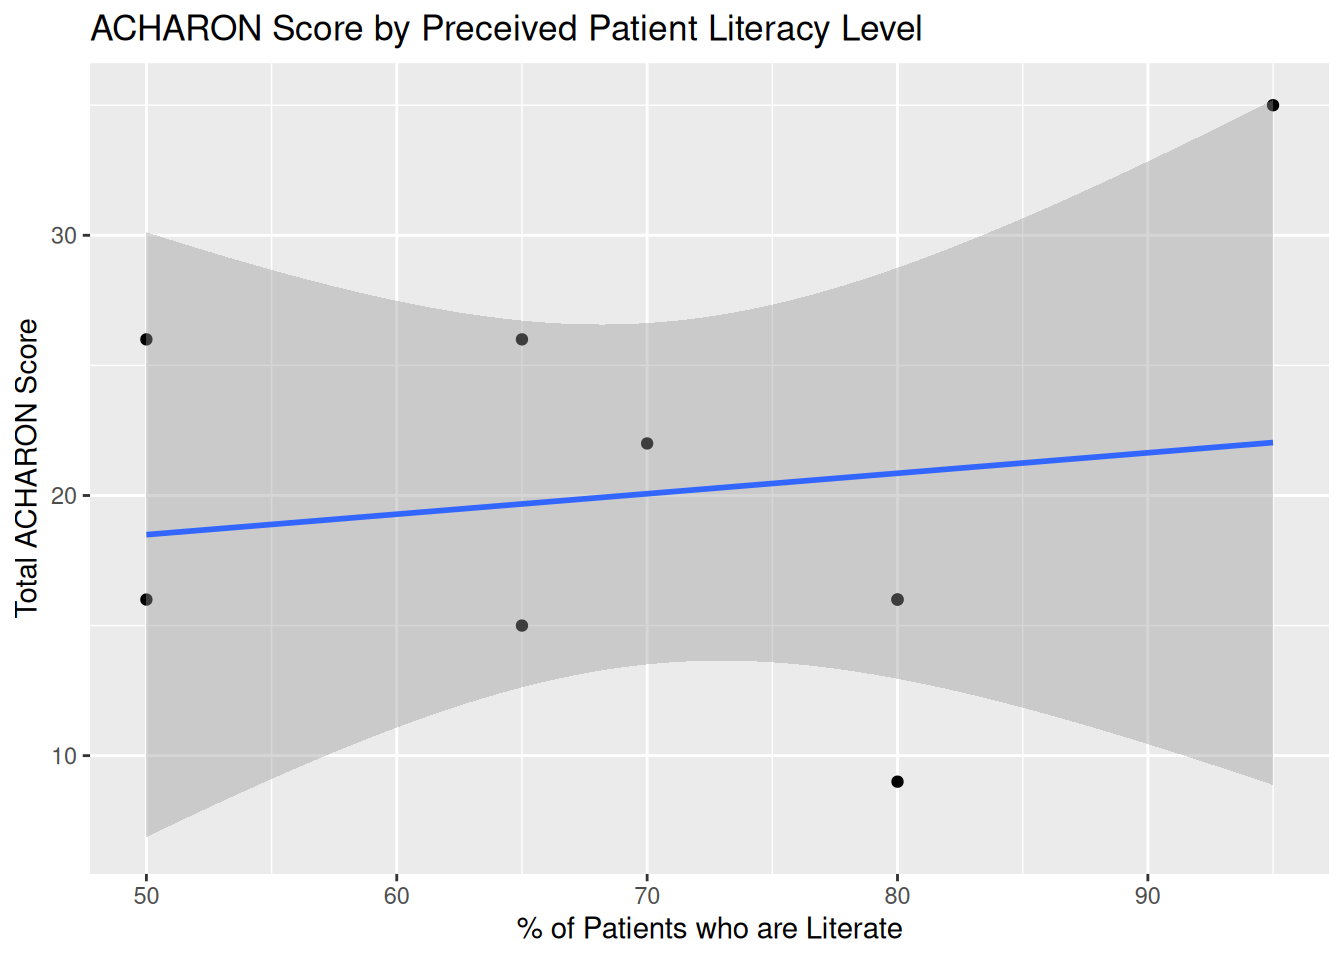 ACHARON Score by Preceived Patient Literacy Level
Total ACHARON Score
30
20
10
50 60 70 80 90
% of Patients who are Literate